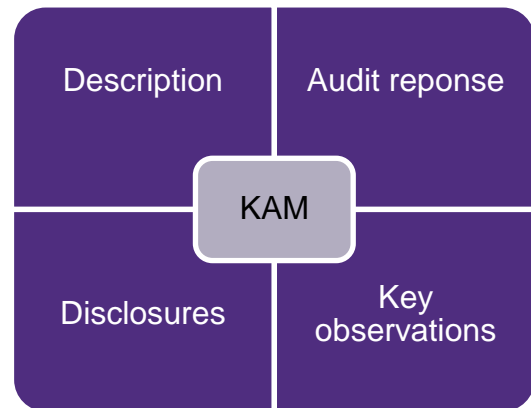 Description
Audit reponse
KAM
Disclosures
Key
observations